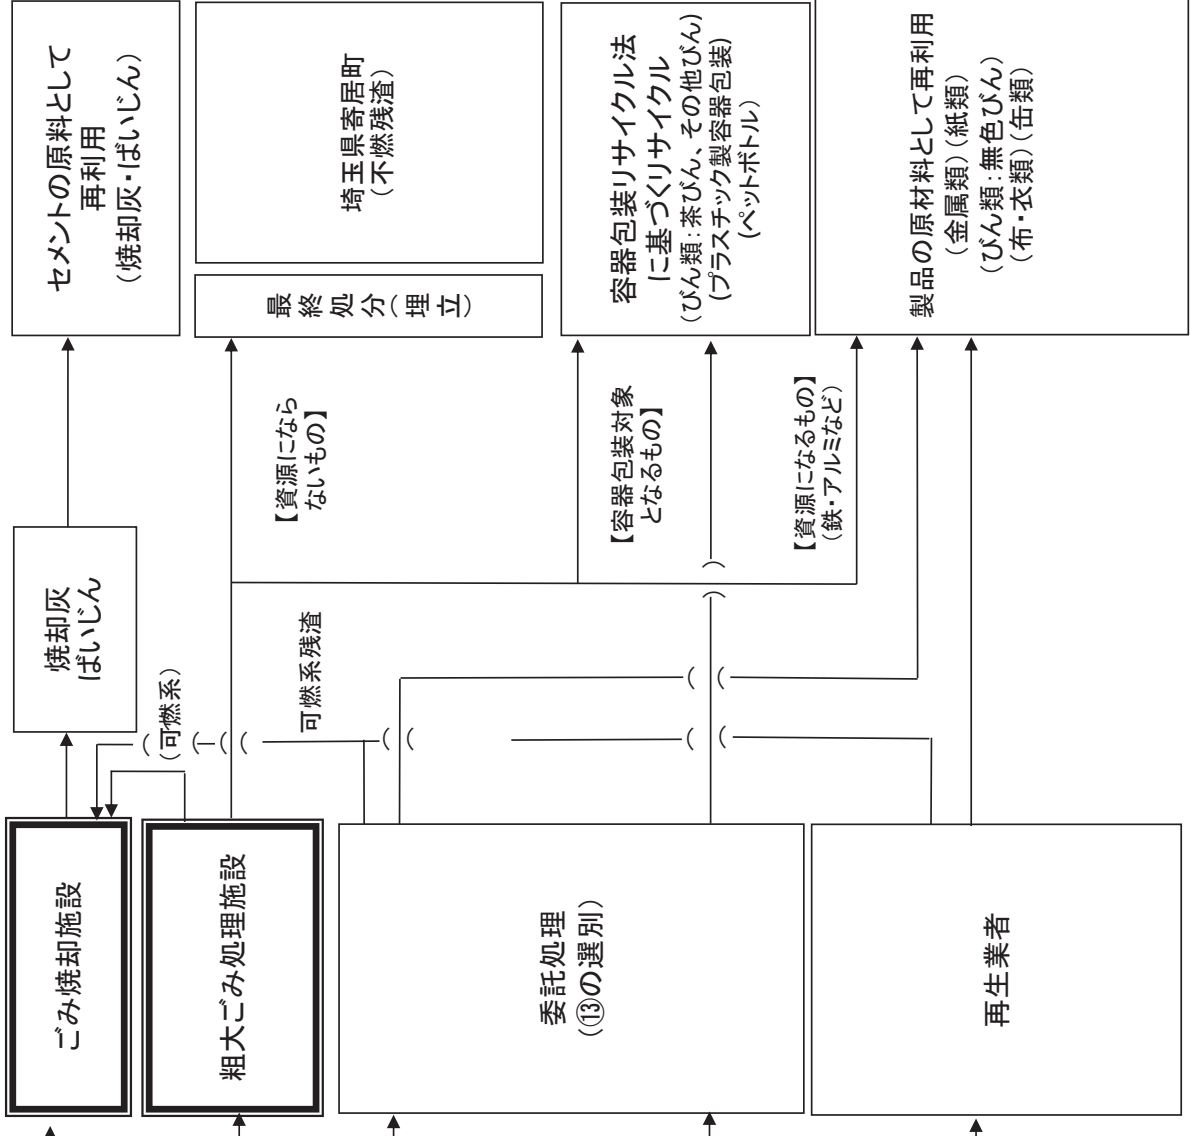 ごみ焼却施設
焼却灰
ばいじん
セメントの原料として
再利用
（焼却灰・ばいじん）
（可燃系）
粗大ごみ処理施設
可燃系残渣
【資源になら
ないもの】
最終処分（埋立）
埼玉県寄居町
（不燃残渣）
委託処理
（⑬の選別）
【容器包装対象
となるもの】
容器包装リサイクル法
に基づくリサイクル
（びん類：茶びん、その他びん）
（プラスチック製容器包装）
（ペットボトル）
【資源になるもの】
（鉄・アルミなど）
再生業者
製品の原材料として再利用
（金属類）（紙類）
（びん類：無色びん）
（布・衣類）（缶類）